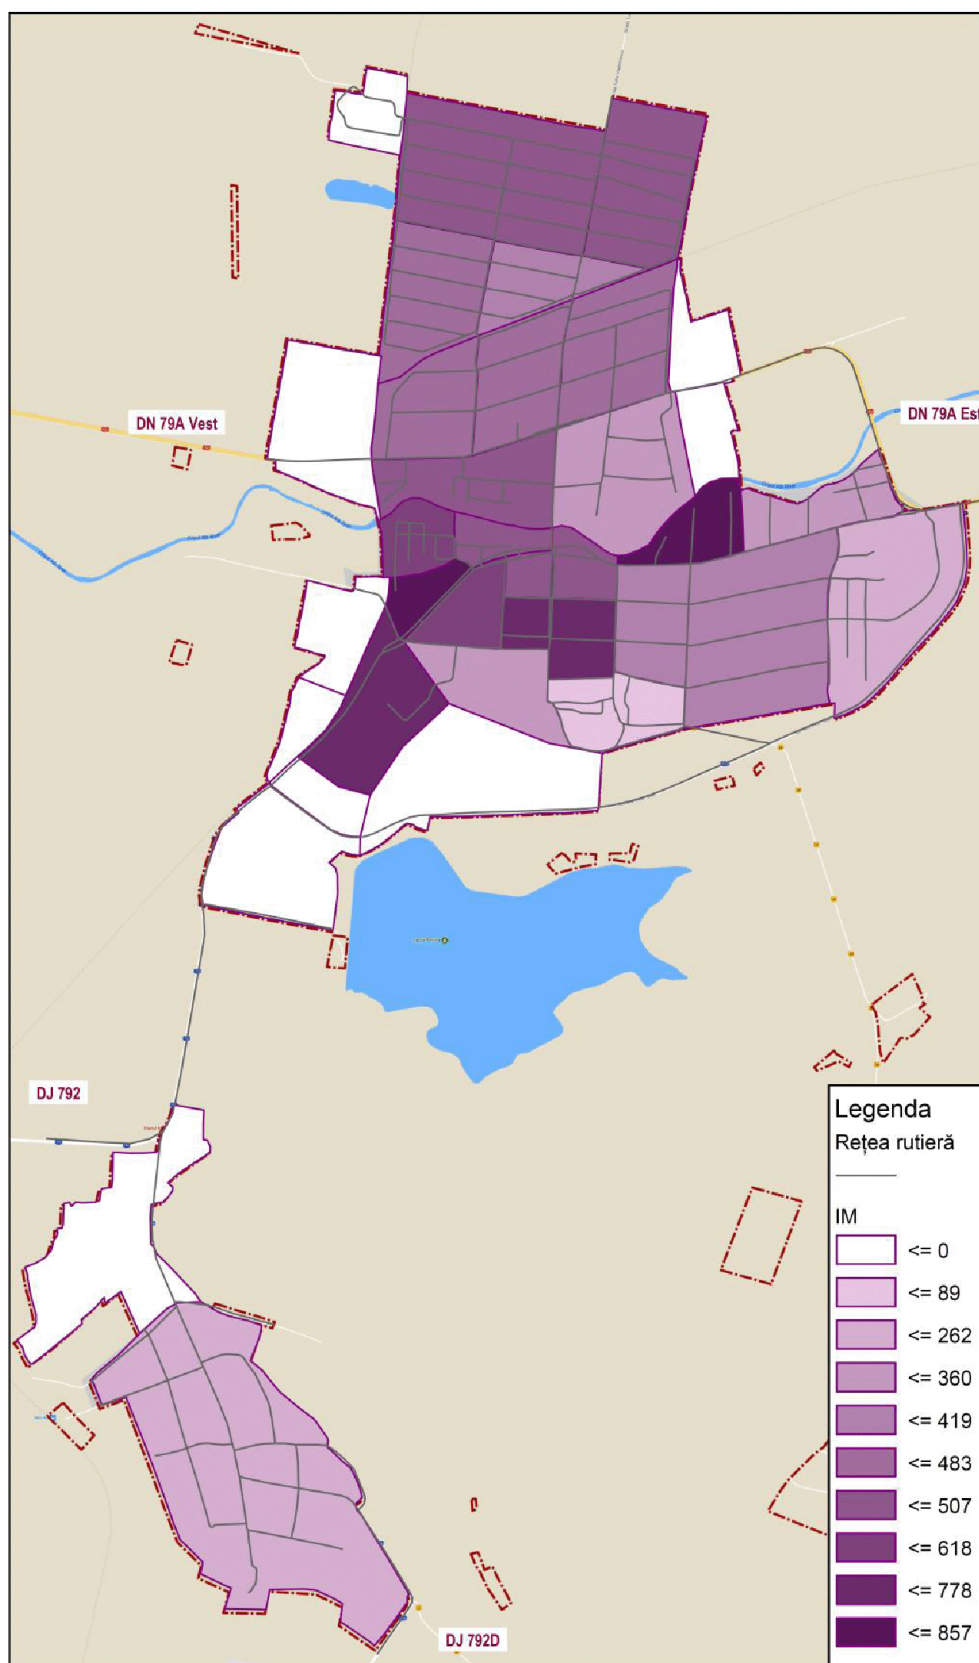 DN 79A Vest
DN 79A Est
DJ 792
Legenda
Rețea rutieră
IM
<= 0
<= 89
<= 262
<= 360
<= 419
<= 483
<= 507
<= 618
<= 778
<= 857
DJ 792D